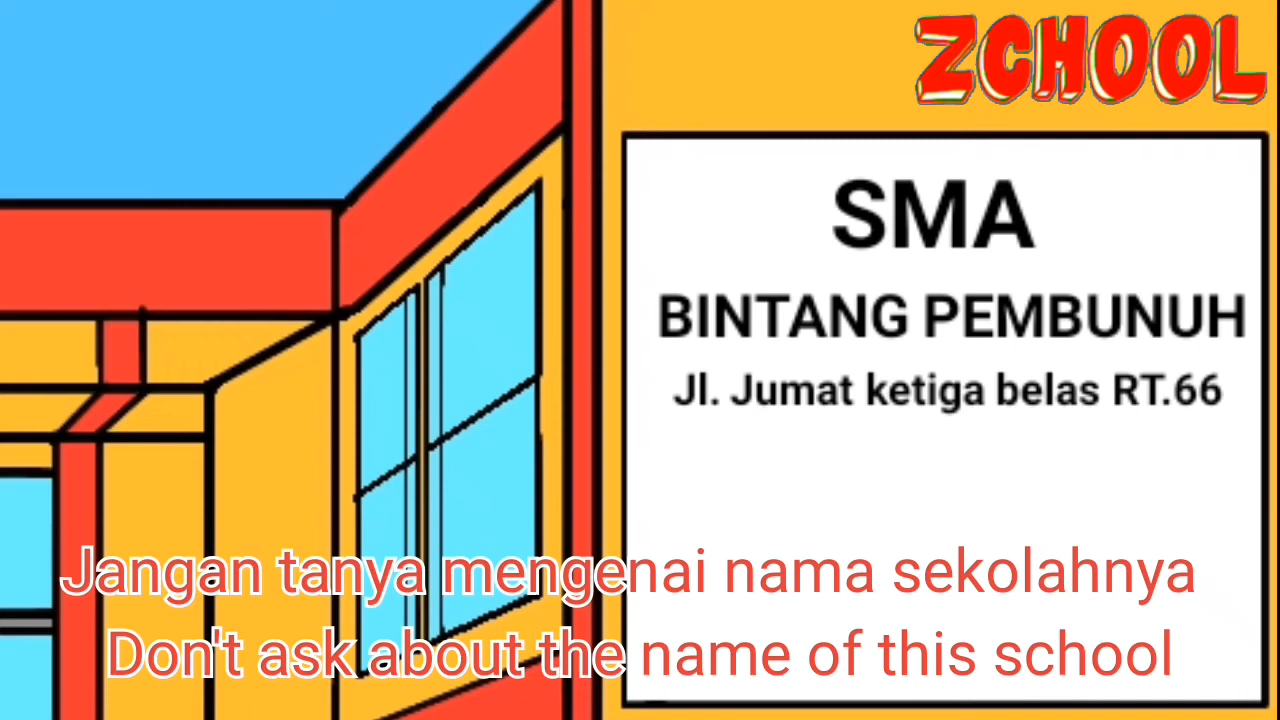 ZCHOOL
SMA
BINTANG PEMBUNUH
Jl. Jumat ketiga belas RT.66
Jangan tanya mengenai nama sekolahnya
Don't ask about the name of this school